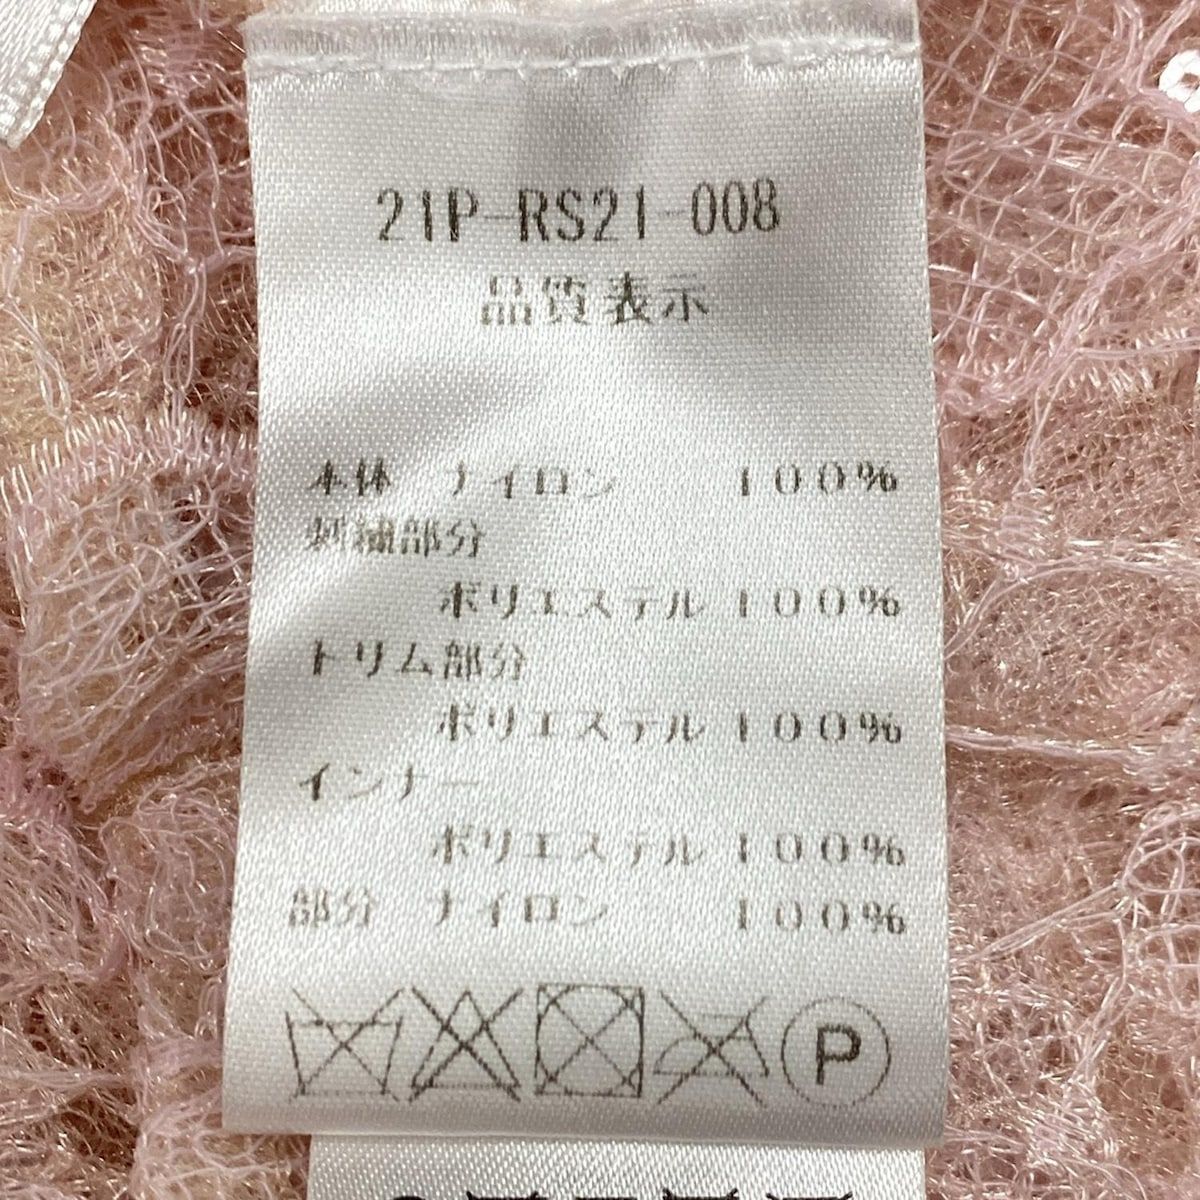 21P-RS21-008
品質表示
本体 ナイロン 100%
刺繍部分
ポリエステル 100%
トリム部分
ポリエステル 100%
インナー
ポリエステル 100%
部分 ナイロン 100%
P